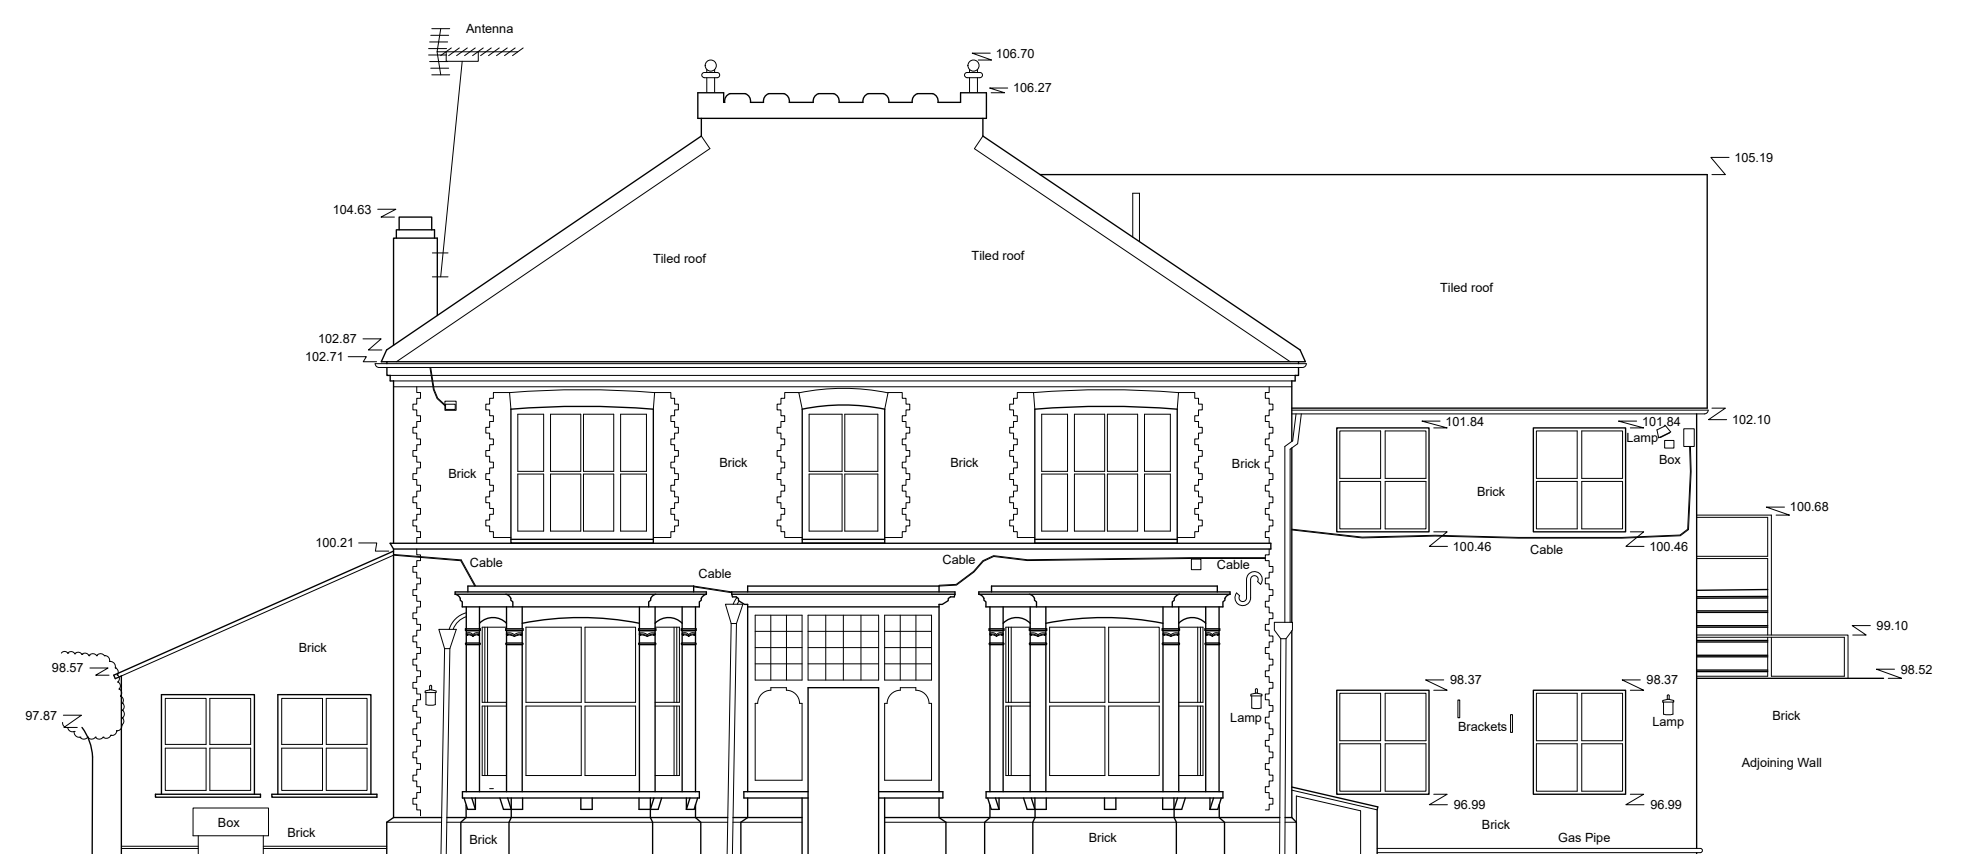 Antenna
106.70
106.27
105.19
104.63
Tiled roof
Tiled roof
Tiled roof
102.87
102.71
101.84
101.84
102.10
Lamp
Box
Brick
Brick
Brick
Brick
Brick
100.68
100.21
100.46
100.46
Cable
Cable
Cable
Cable
Cable
99.10
Brick
98.57
98.52
98.37
98.37
97.87
Lamp
Brackets
Lamp
Brick
Adjoining Wall
96.99
96.99
Box
Brick
Brick
Brick
Brick
Gas Pipe